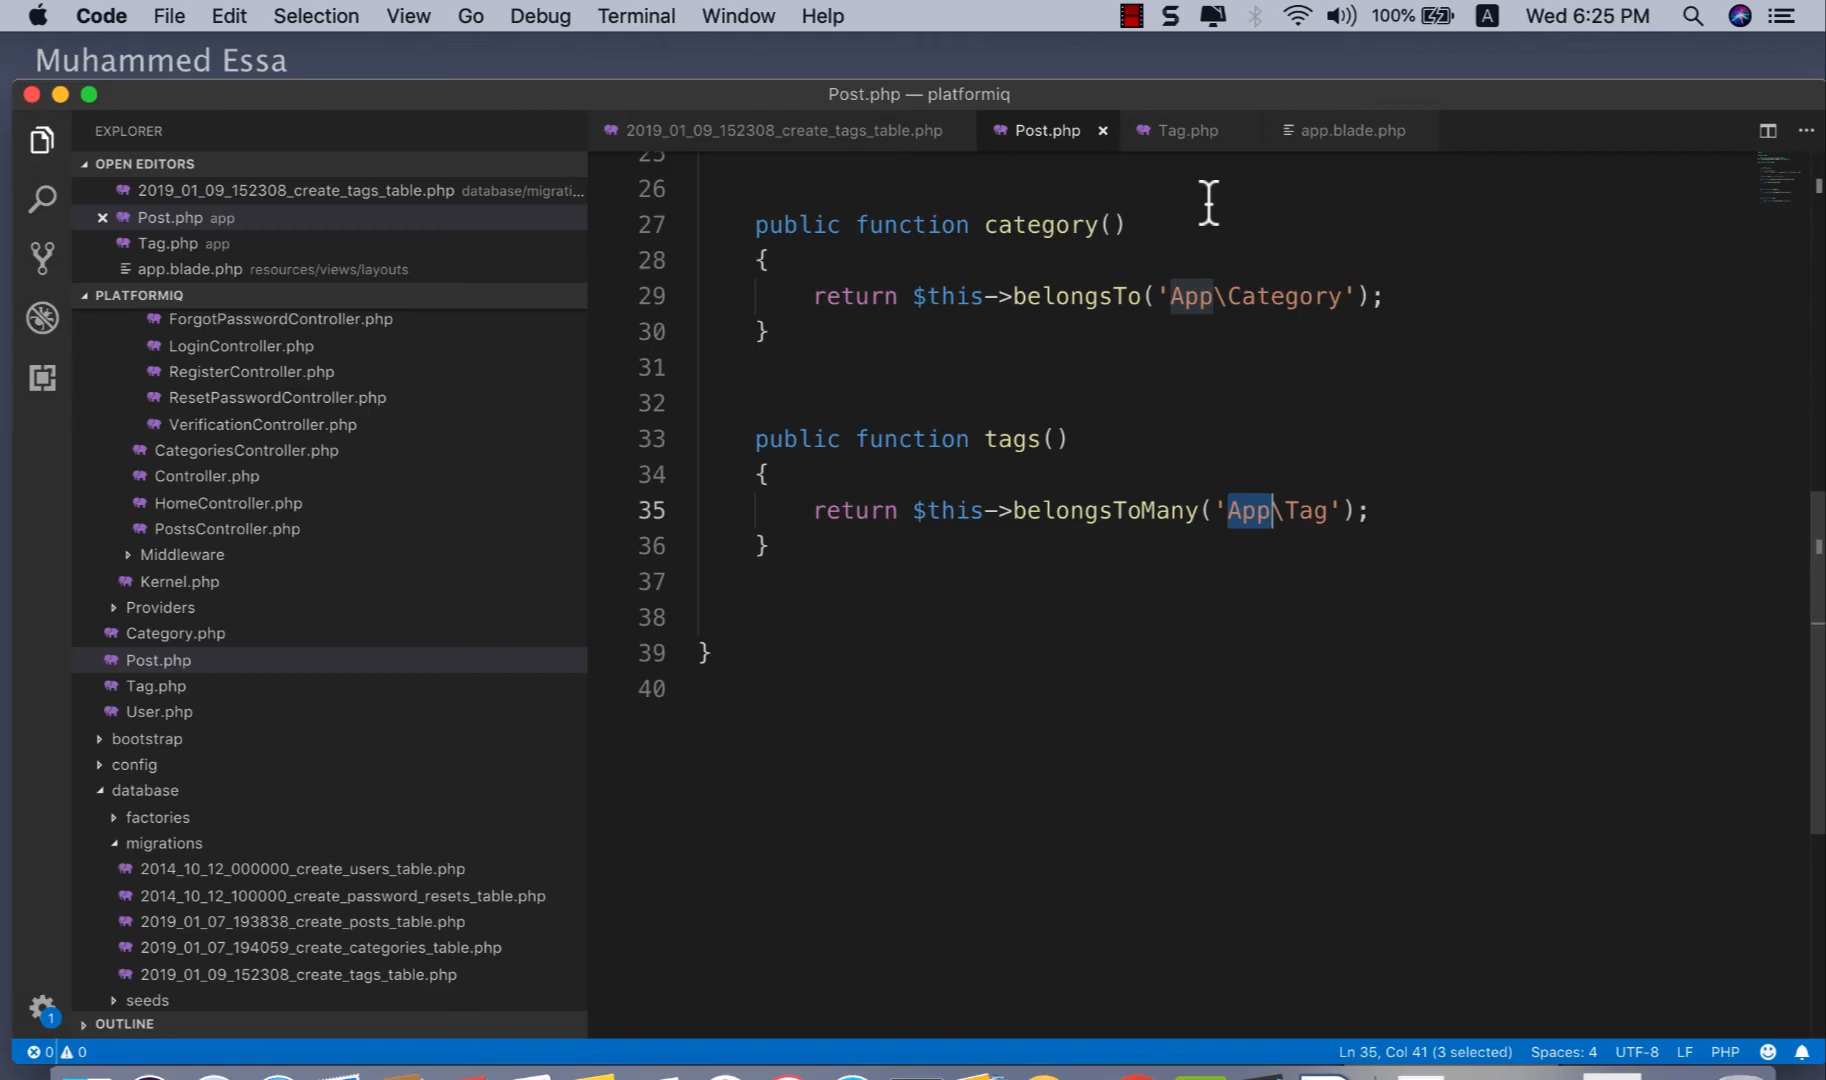 Code File Edit Selection View Go Debug Terminal Window Help S 100% A Wed 6:25 PM
Muhammed Essa
Post.php — platformiq
EXPLORER
OPEN EDITORS
2019_01_09_152308_create_tags_table.php database/migrati...
Post.php app
Tag.php app
app.blade.php resources/views/layouts
PLATFORMIQ
ForgotPasswordController.php
LoginController.php
RegisterController.php
ResetPasswordController.php
VerificationController.php
CategoriesController.php
Controller.php
HomeController.php
PostsController.php
Middleware
Kernel.php
Providers
Category.php
Post.php
Tag.php
User.php
bootstrap
config
database
factories
migrations
2014_10_12_000000_create_users_table.php
2014_10_12_100000_create_password_resets_table.php
2019_01_07_193838_create_posts_table.php
2019_01_07_194059_create_categories_table.php
2019_01_09_152308_create_tags_table.php
seeds
OUTLINE
2019_01_09_152308_create_tags_table.php Post.php × Tag.php app.blade.php ...
25
26
27 public function category()
28 {
29 return $this->belongsTo('App\Category');
30 }
31
32
33 public function tags()
34 {
35 return $this->belongsToMany('App\Tag');
36 }
37
38
39 }
40
1
0 0 Ln 35, Col 41 (3 selected) Spaces: 4 UTF-8 LF PHP